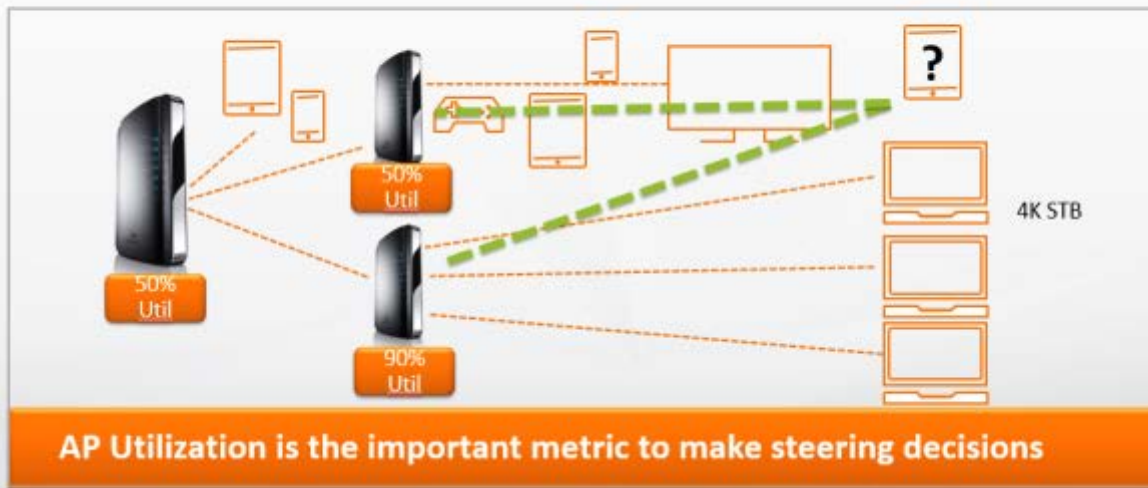 ?
50%
Util
4K STB
50%
Util
90%
Util
AP Utilization is the important metric to make steering decisions